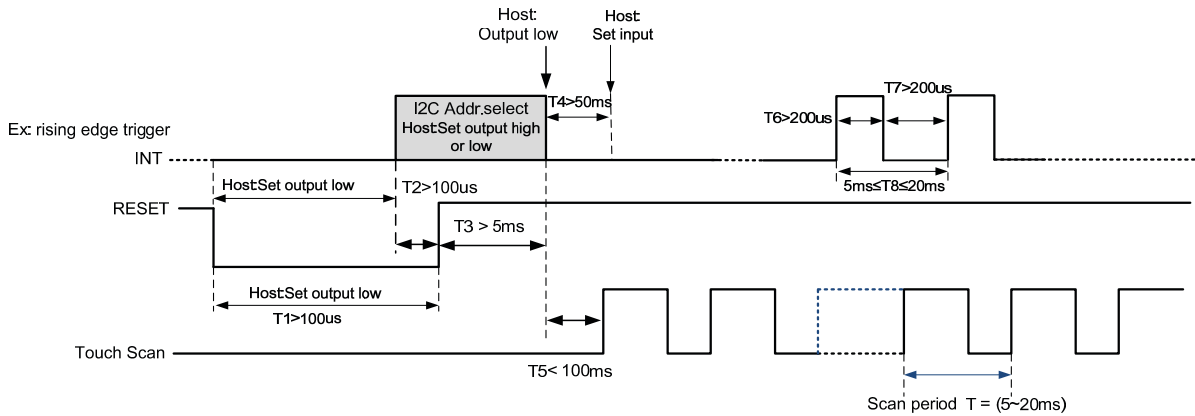 Host:
Output low
Host:
Set input
I2C Addr.select
Host:Set output high
or low
T4>50ms
T7>200us
T6>200us
Ex: rising edge trigger
INT
5ms≤T8≤20ms
Host:Set output low
T2>100us
RESET
T3 > 5ms
Host:Set output low
T1>100us
Touch Scan
T5< 100ms
Scan period T = (5~20ms)